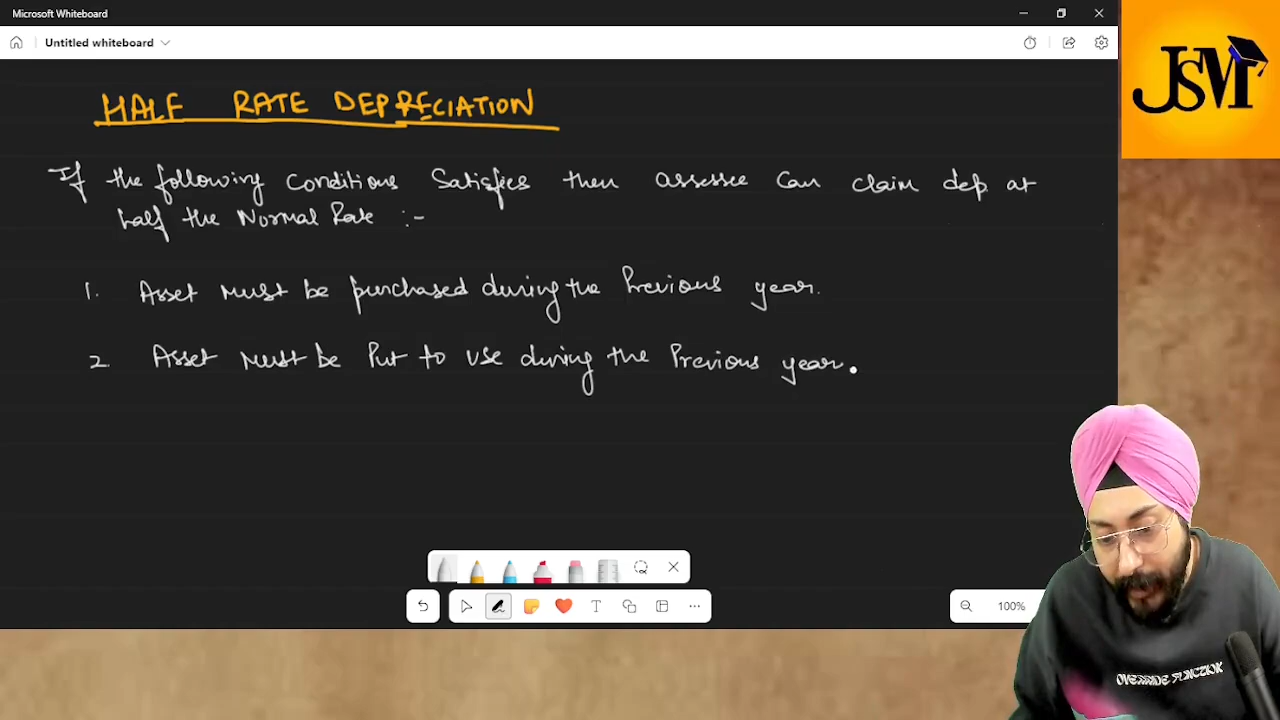 Microsoft Whiteboard
Untitled whiteboard
JSM
HALF RATE DEPRECIATION
If the following conditions Satisfies then assessee can claim dep. at
half the Normal Rate :-
1. Asset must be purchased during the Previous year.
2 Asset must be Put to use during the Previous year.
100%
OVERRIDE FUNCTION